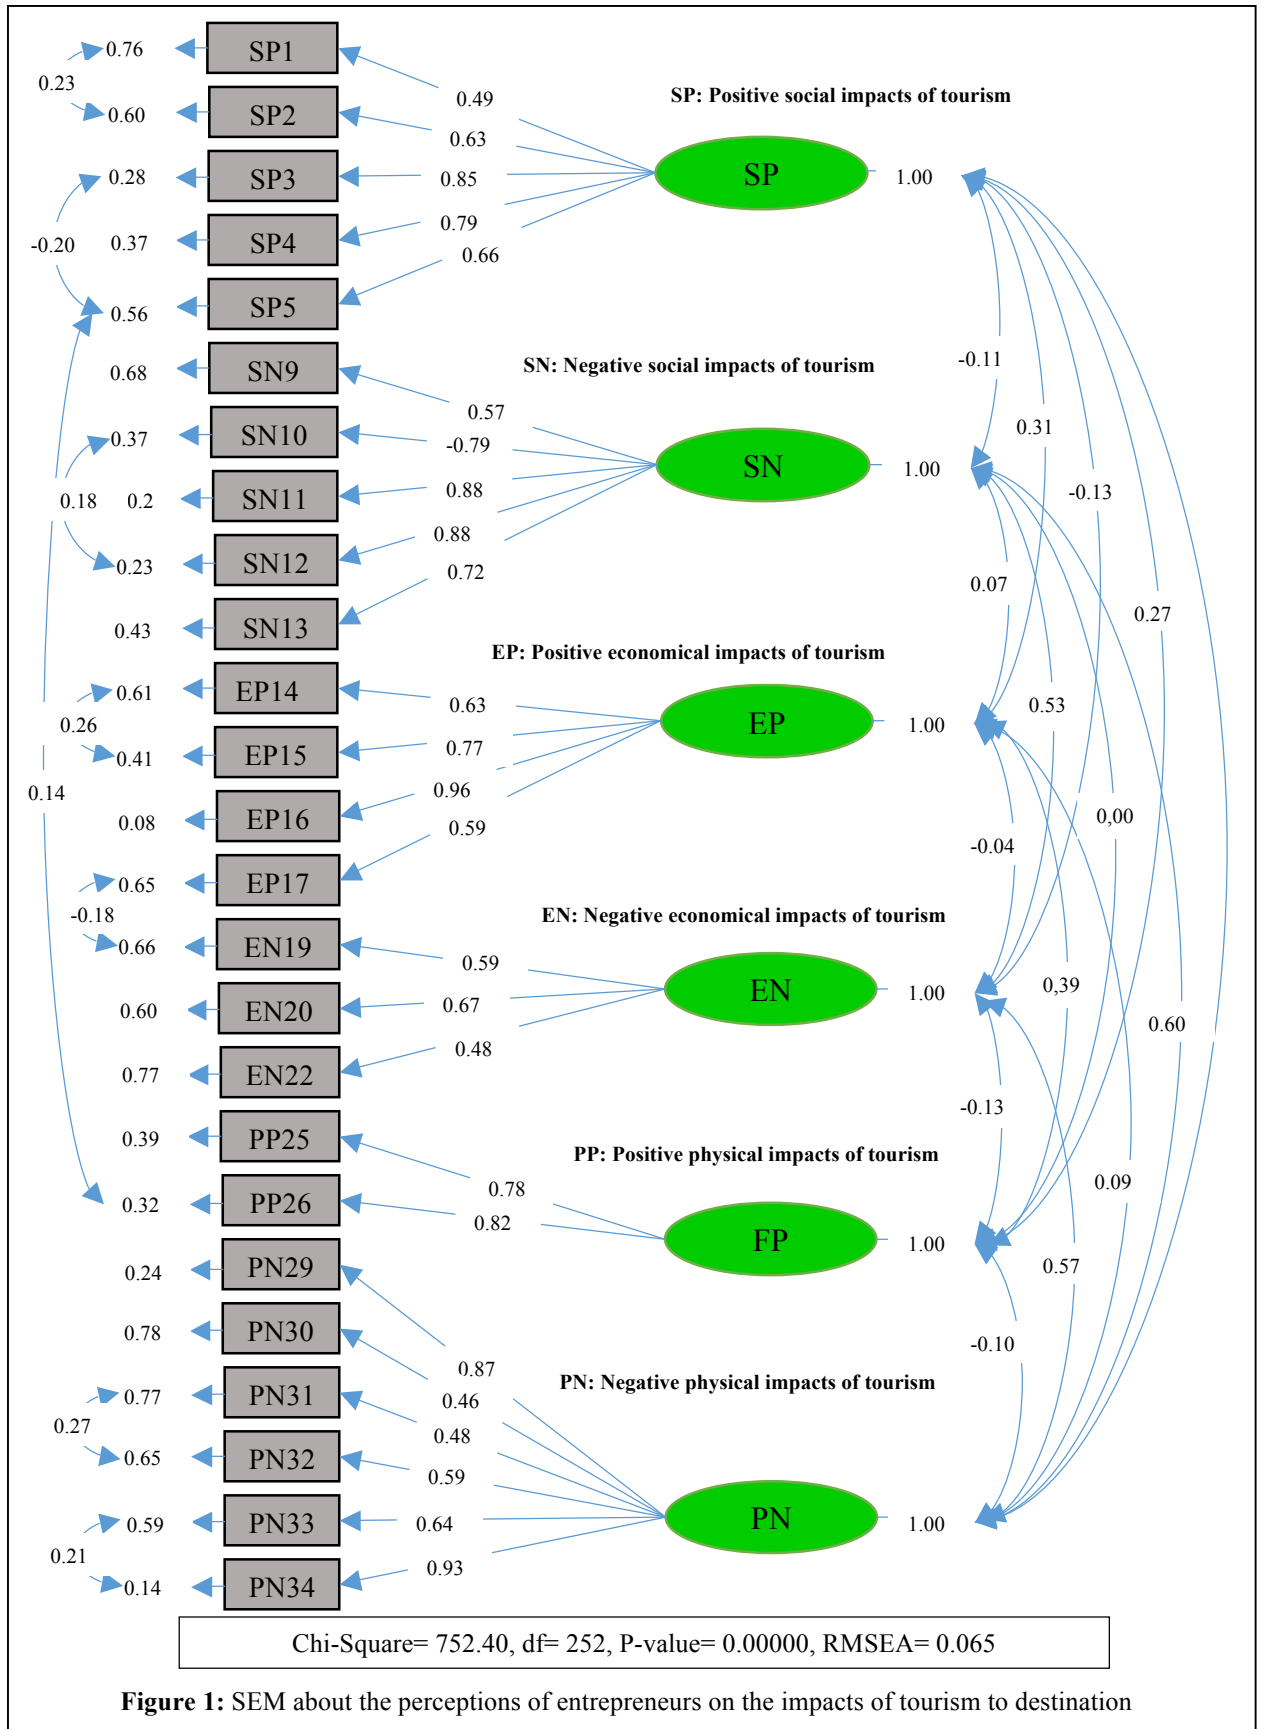 0.76
SP1
0.23
0.49
SP: Positive social impacts of tourism
0.60
SP2
0.63
0.28
SP3
0.85
SP
1.00
-0.20
0.37
SP4
0.79
0.66
0.56
SP5
0.68
SN9
SN: Negative social impacts of tourism
-0.11
0.57
0.31
0.37
SN10
-0.79
SN
1.00
0.18
0.2
SN11
0.88
-0.13
0.88
0.23
SN12
0.72
0.07
0.27
0.43
SN13
EP: Positive economical impacts of tourism
0.61
EP14
0.63
0.53
0.26
EP
1.00
0.41
EP15
0.77
0.14
0.96
0.08
EP16
0.59
0,00
-0.04
0.65
EP17
-0.18
EN: Negative economical impacts of tourism
0.66
EN19
0.59
0,39
EN
1.00
0.60
EN20
0.67
0.60
0.48
0.77
EN22
-0.13
0.39
PP25
PP: Positive physical impacts of tourism
0.78
0.09
0.32
PP26
0.82
FP
1.00
0.24
PN29
0.57
0.78
PN30
-0.10
0.87
PN: Negative physical impacts of tourism
0.77
PN31
0.46
0.27
0.48
0.65
PN32
0.59
0.59
PN33
0.64
PN
1.00
0.21
0.93
0.14
PN34
Chi-Square= 752.40, df= 252, P-value= 0.00000, RMSEA= 0.065
Figure 1: SEM about the perceptions of entrepreneurs on the impacts of tourism to destination